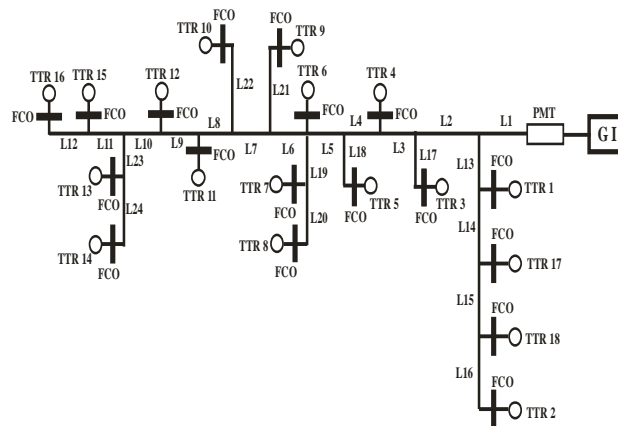 FCO
FCO
TTR 10
TTR 9
TTR 16
TTR 15
TTR 12
L22
L21
TTR 6
TTR 4
FCO
FCO
FCO
FCO
FCO
L8
L4
L2
L1
PMT
GI
L12
L11
L10
L9
FCO
L7
L6
L5
L3
L23
L19
L18
L17
L13
FCO
TTR 13
FCO
TTR 11
TTR 7
FCO
TTR 5
FCO
TTR 3
FCO
TTR 1
L24
L20
L14
TTR 14
FCO
TTR 8
FCO
FCO
TTR 17
L15
FCO
TTR 18
L16
FCO
TTR 2